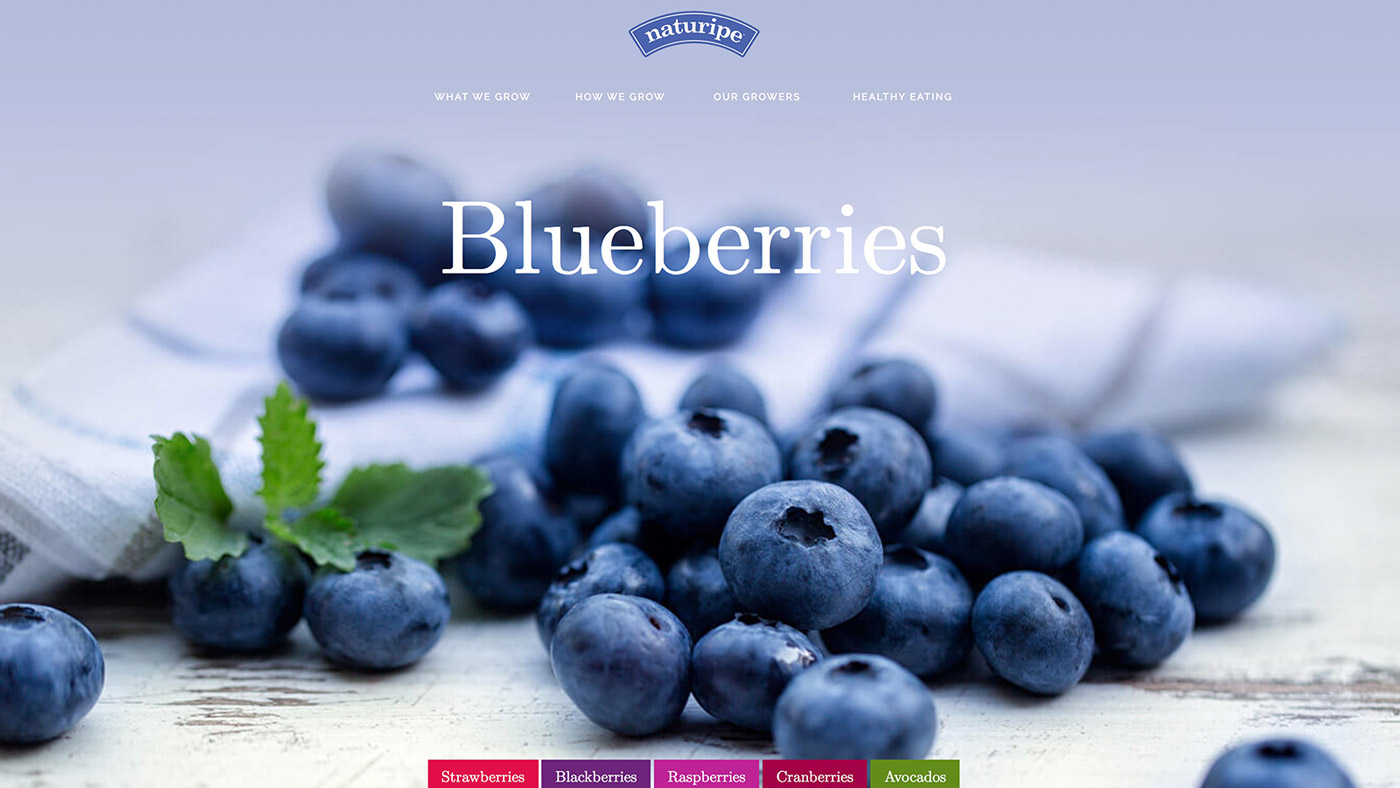 naturipe
WHAT WE GROW HOW WE GROW OUR GROWERS HEALTHY EATING
Blueberries
Strawberries Blackberries Raspberries Cranberries Avocados